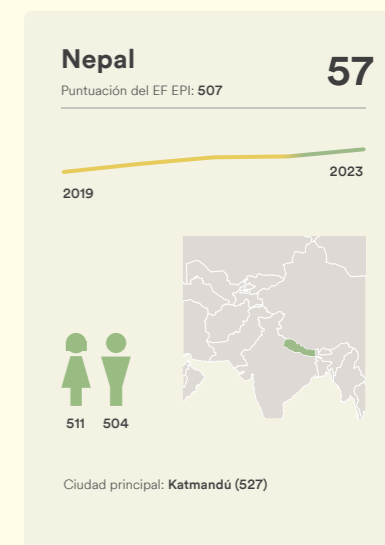 Nepal
57
Puntuación del EF EPI: 507
2023
2019
511 504
Ciudad principal: Katmandú (527)